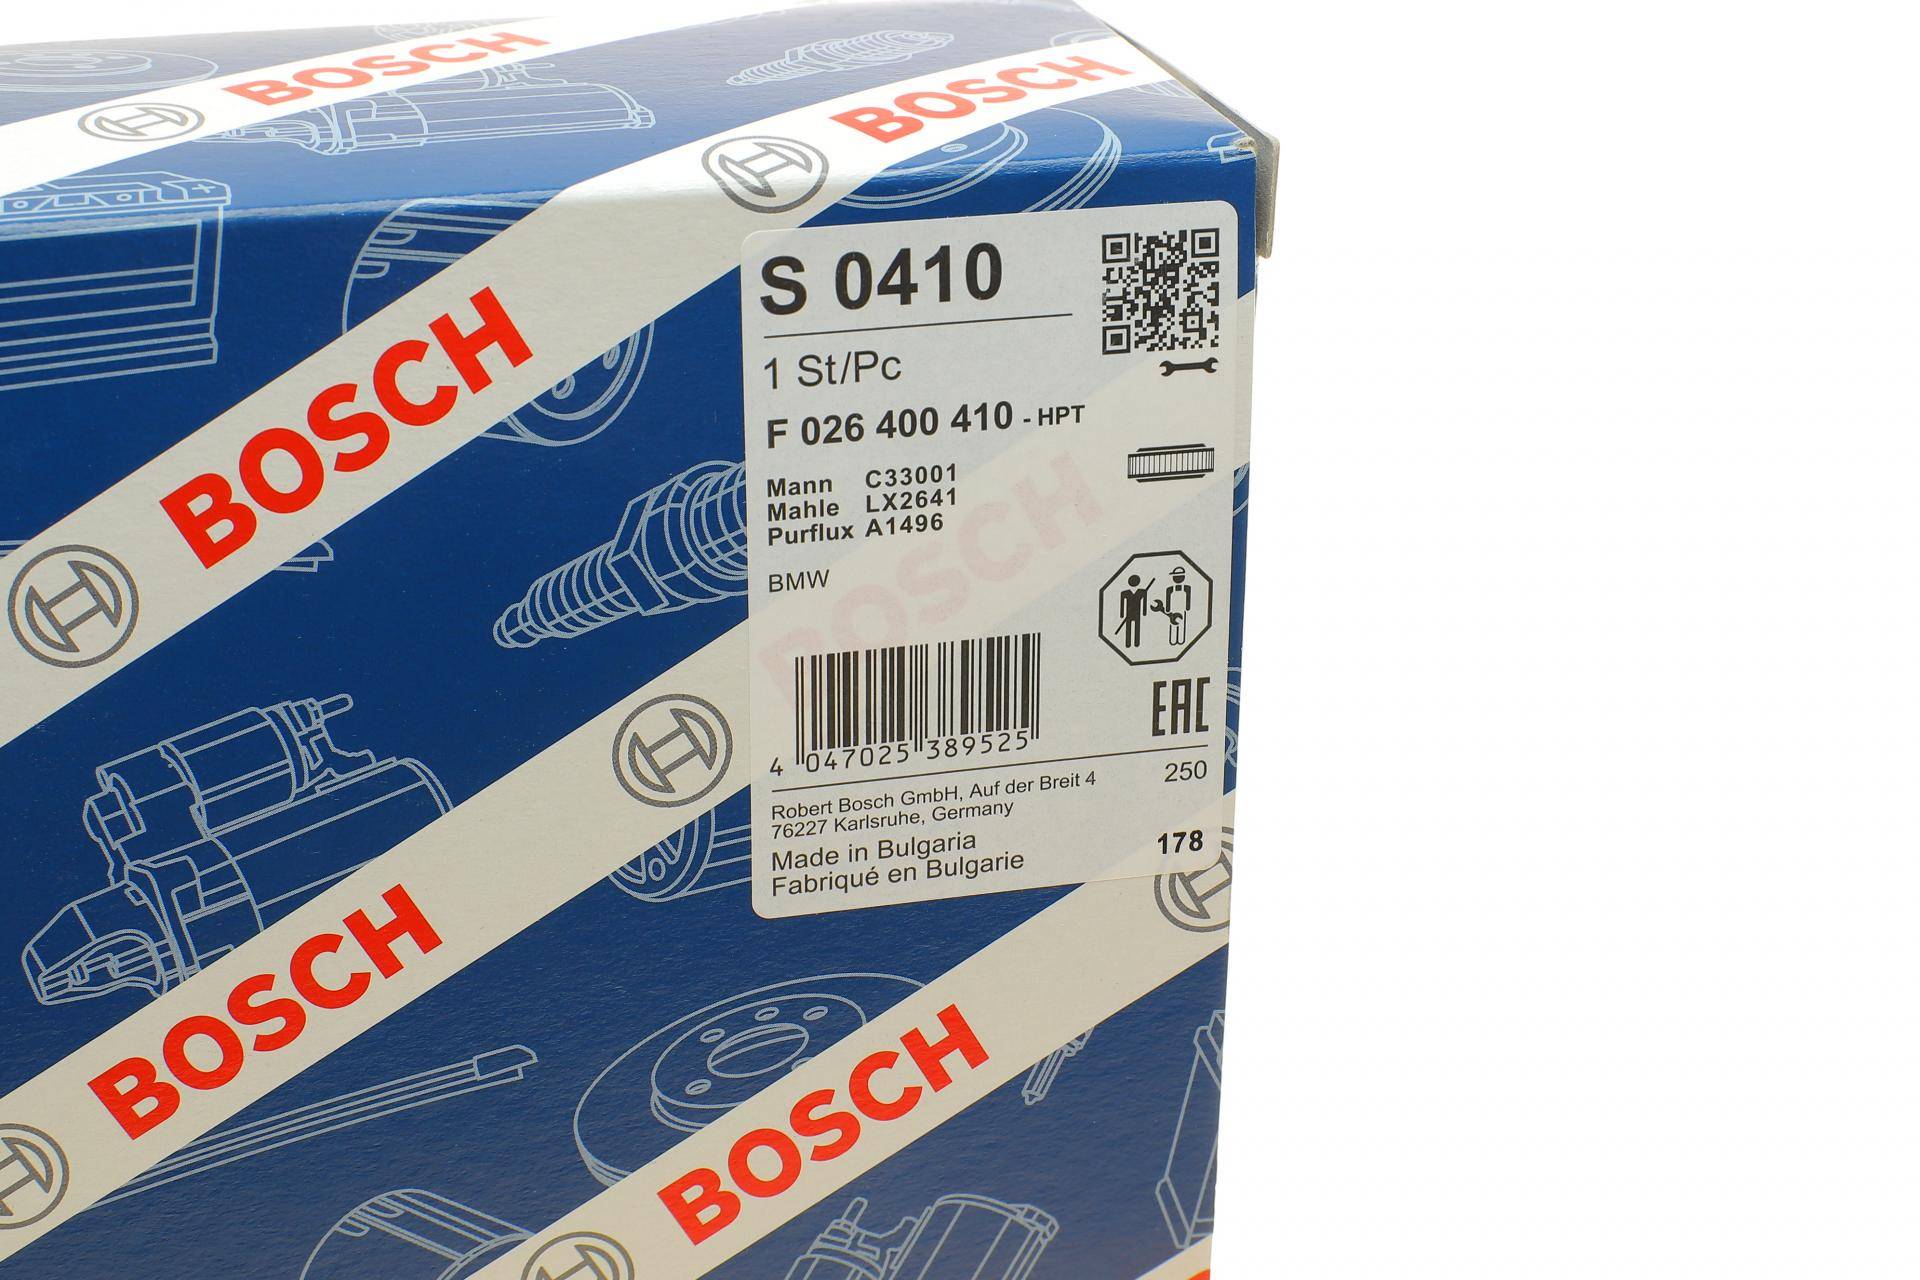 BOSCH
BOSCH
BOSCH
S 0410
1 St/Pc
F 026 400 410 - HPT
Mann C33001
Mahle LX2641
Purflux A1496
BOSCH
BMW
4 047025 389525
EAC
Robert Bosch GmbH, Auf der Breit 4
76227 Karlsruhe, Germany
250
Made in Bulgaria
Fabriqué en Bulgarie
178
BOSCH
BOSCH